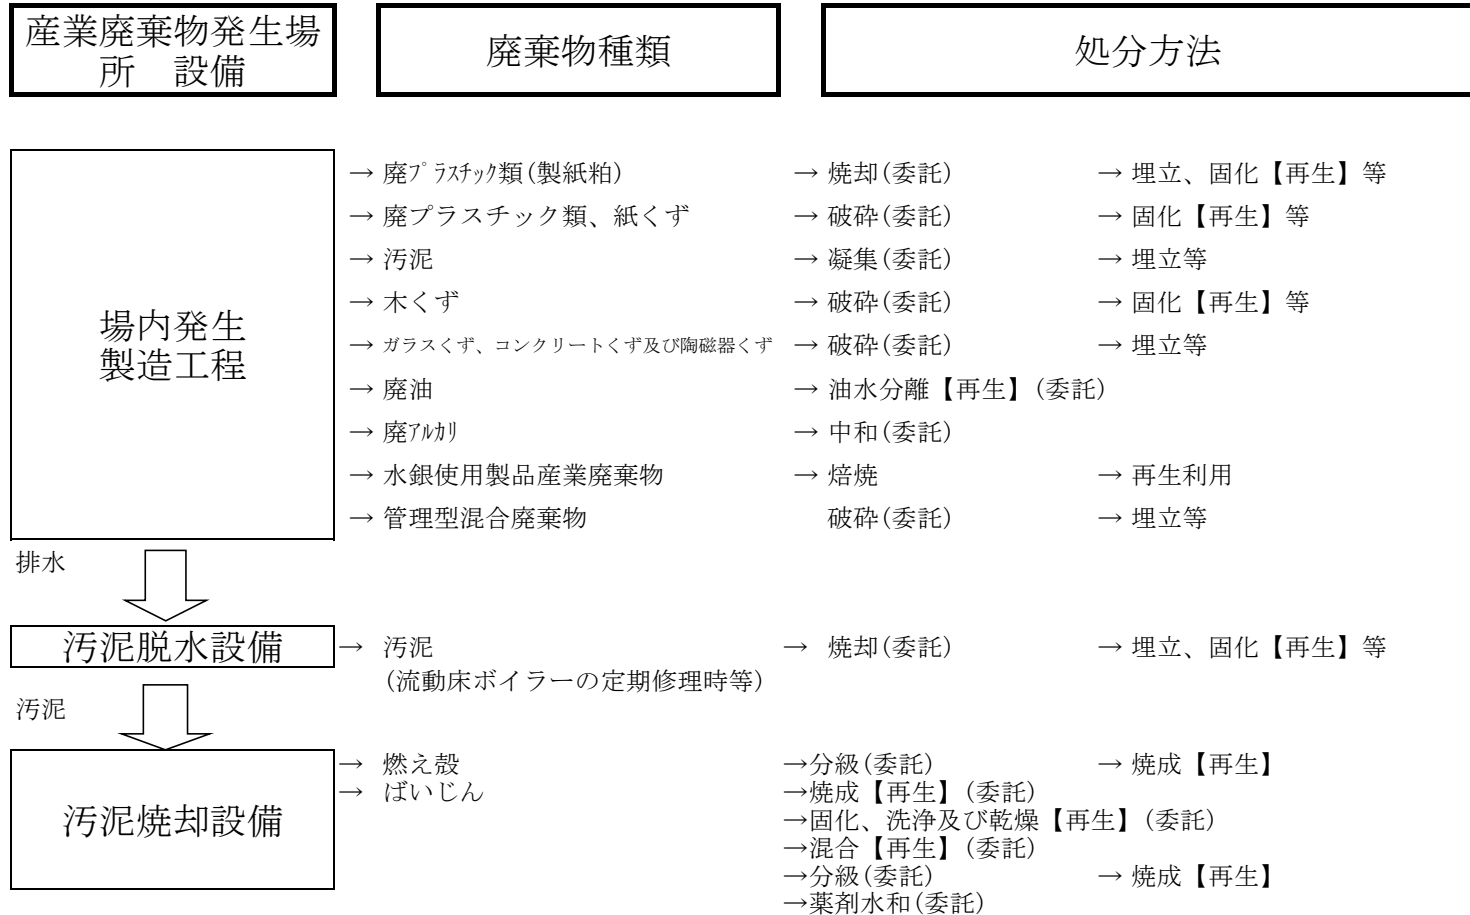 産業廃棄物発生場
所　設備
廃棄物種類
処分方法
場内発生
製造工程
→ 廃ﾌﾟﾗｽﾁｯｸ類(製紙粕) → 焼却(委託) → 埋立、固化【再生】等
→ 廃プラスチック類、紙くず → 破砕(委託) → 固化【再生】等
→ 汚泥 → 凝集(委託) → 埋立等
→ 木くず → 破砕(委託) → 固化【再生】等
→ ガラスくず、コンクリートくず及び陶磁器くず → 破砕(委託) → 埋立等
→ 廃油 → 油水分離【再生】(委託)
→ 廃ｱﾙｶﾘ → 中和(委託)
→ 水銀使用製品産業廃棄物 → 焙焼 → 再生利用
→ 管理型混合廃棄物 破砕(委託) → 埋立等
排水
汚泥脱水設備 → 汚泥 → 焼却(委託) → 埋立、固化【再生】等
(流動床ボイラーの定期修理時等)
汚泥
汚泥焼却設備
→ 燃え殻 →分級(委託) → 焼成【再生】
→ ばいじん →焼成【再生】(委託)
→固化、洗浄及び乾燥【再生】(委託)
→混合【再生】(委託)
→分級(委託) → 焼成【再生】
→薬剤水和(委託)